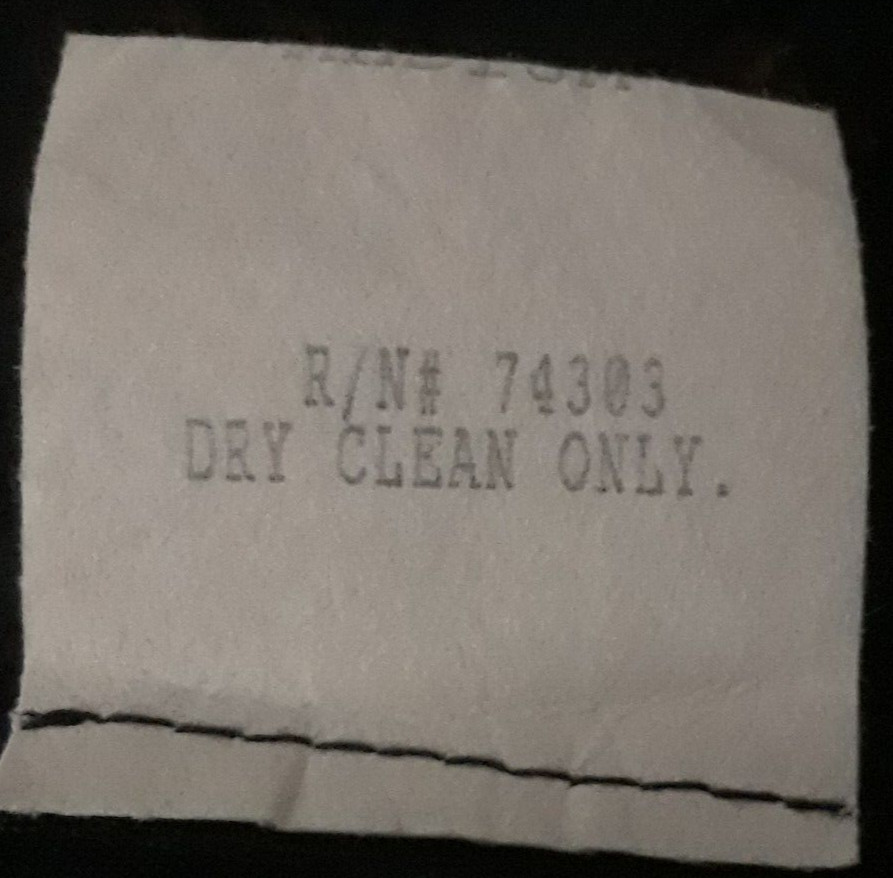 R/N# 74303
DRY CLEAN ONLY.